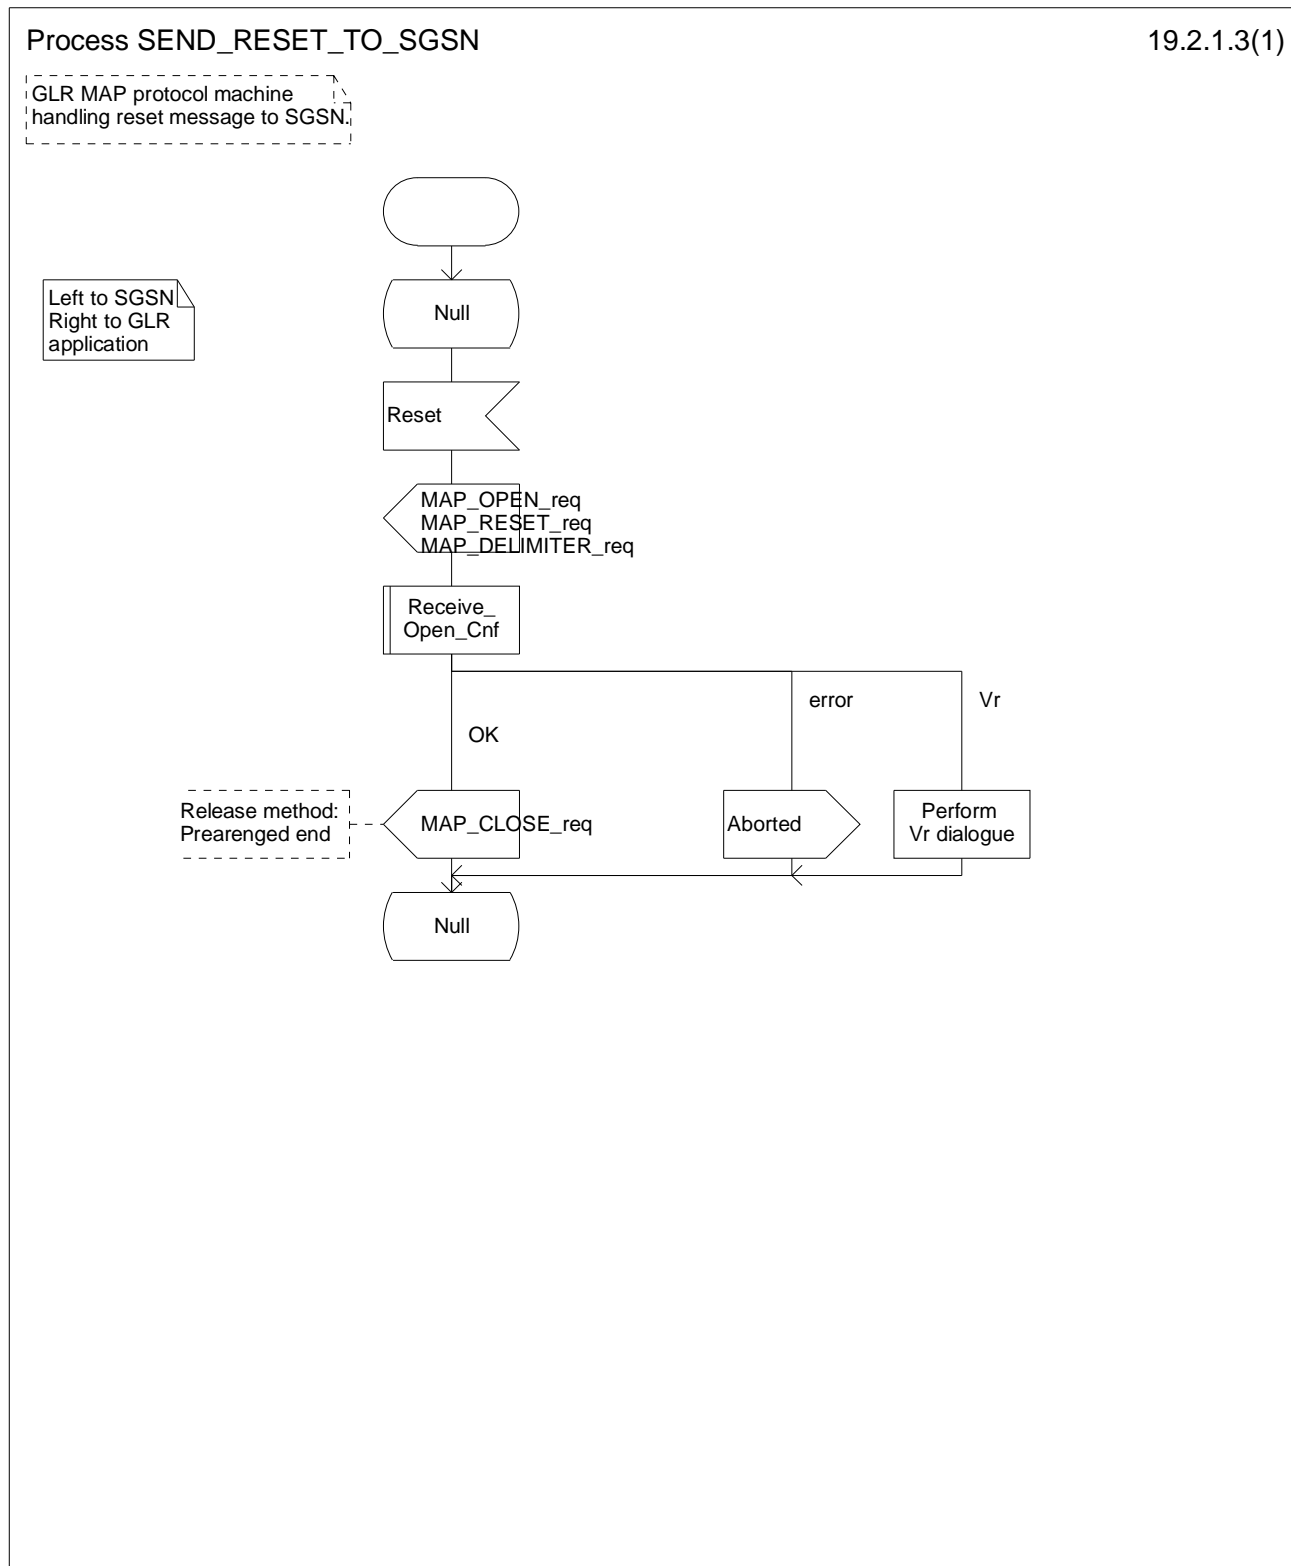 Process SEND_RESET_TO_SGSN
19.2.1.3(1)
GLR MAP protocol machine
handling reset message to SGSN.
Left to SGSN
Right to GLR
application
Null
Reset
MAP_OPEN_req
MAP_RESET_req
MAP_DELIMITER_req
Receive_
Open_Cnf
error
Vr
OK
Release method:
Prearenged end
MAP_CLOSE_req
Aborted
Perform
Vr dialogue
Null